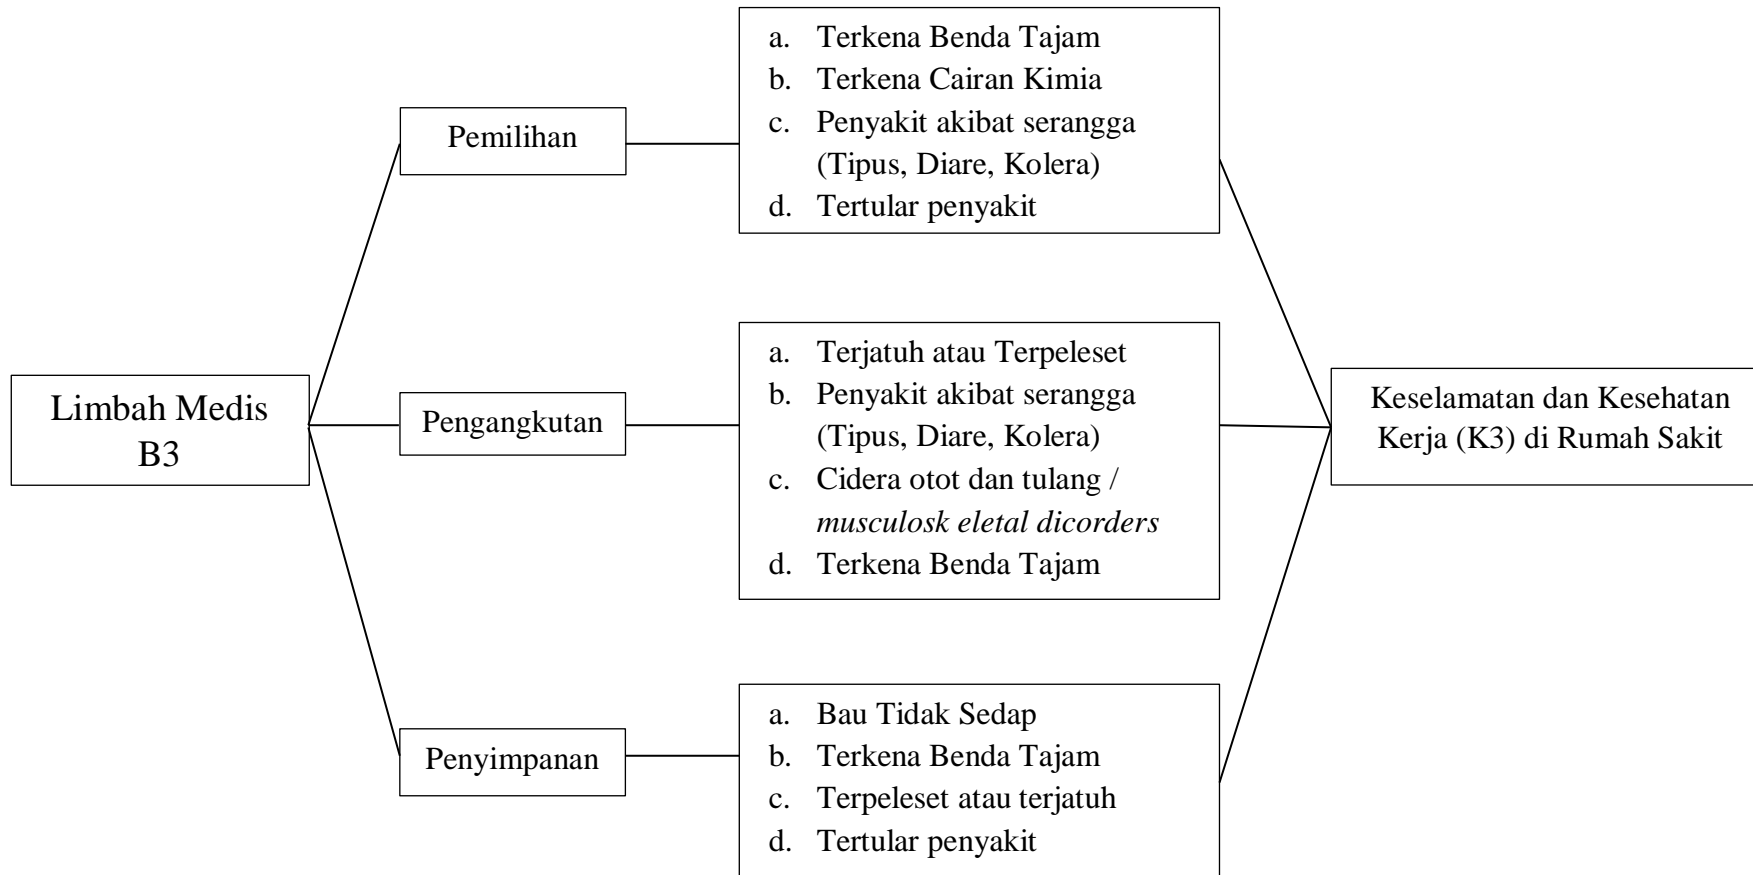 Limbah Medis
B3
Pemilihan
a. Terkena Benda Tajam
b. Terkena Cairan Kimia
c. Penyakit akibat serangga
(Tipus, Diare, Kolera)
d. Tertular penyakit
Pengangkutan
a. Terjatuh atau Terpeleset
b. Penyakit akibat serangga
(Tipus, Diare, Kolera)
c. Cidera otot dan tulang /
musculosk eletal dicorders
d. Terkena Benda Tajam
Penyimpanan
a. Bau Tidak Sedap
b. Terkena Benda Tajam
c. Terpeleset atau terjatuh
d. Tertular penyakit
Keselamatan dan Kesehatan
Kerja (K3) di Rumah Sakit